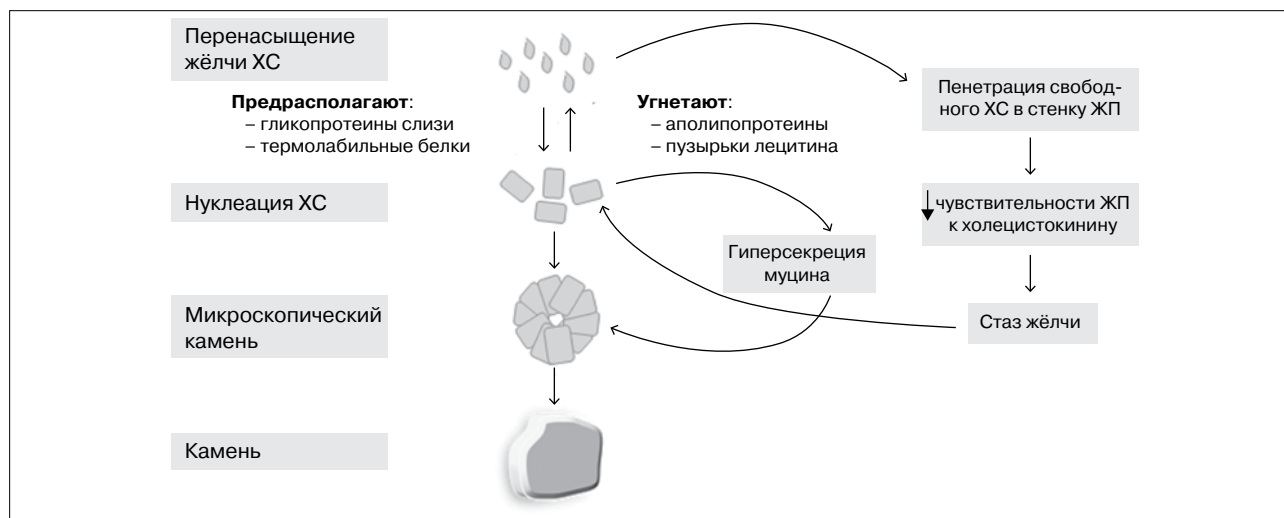 Перенасыщение
жёлчи ХС
Предрасполагают:
– гликопротеины слизи
– термолабильные белки
Угнетают:
– аполипопротеины
– пузырьки лецитина
Пенетрация свобод-
ного ХС в стенку ЖП
Нуклеация ХС
чувствительности ЖП
к холецистокинину
Гиперсекреция
муцина
Микроскопический
камень
Стаз жёлчи
Камень